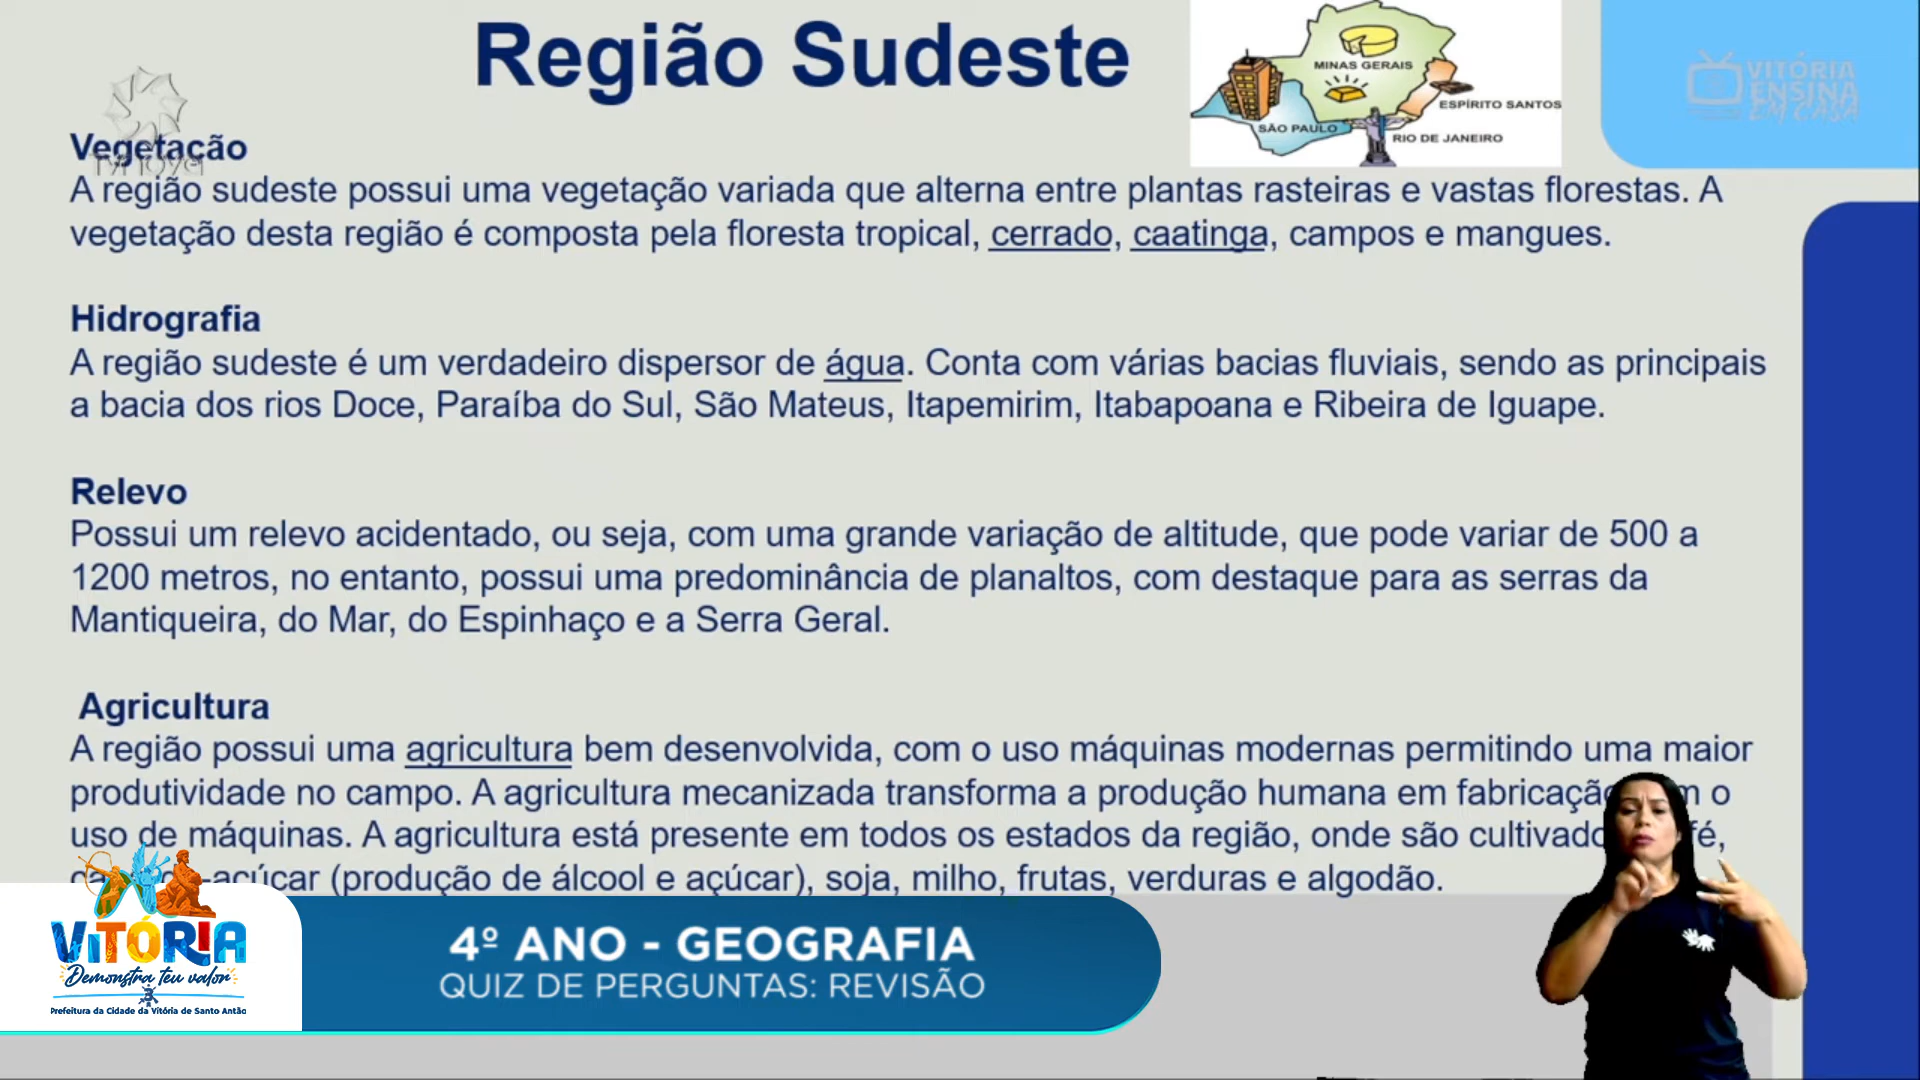 Região Sudeste
MINAS GERAIS
ESPÍRITO SANTOS
SÃO PAULO
RIO DE JANEIRO
VITÓRIA
ENSINA
EM CASA
Vegetação
A região sudeste possui uma vegetação variada que alterna entre plantas rasteiras e vastas florestas. A
vegetação desta região é composta pela floresta tropical, cerrado, caatinga, campos e mangues.
Hidrografia
A região sudeste é um verdadeiro dispersor de água. Conta com várias bacias fluviais, sendo as principais
a bacia dos rios Doce, Paraíba do Sul, São Mateus, Itapemirim, Itabapoana e Ribeira de Iguape.
Relevo
Possui um relevo acidentado, ou seja, com uma grande variação de altitude, que pode variar de 500 a
1200 metros, no entanto, possui uma predominância de planaltos, com destaque para as serras da
Mantiqueira, do Mar, do Espinhaço e a Serra Geral.
Agricultura
A região possui uma agricultura bem desenvolvida, com o uso máquinas modernas permitindo uma maior
produtividade no campo. A agricultura mecanizada transforma a produção humana em fabricação o
uso de máquinas. A agricultura está presente em todos os estados da região, onde são
açúcar (produção de álcool e açúcar), soja, milho, frutas, verduras e algodão.
4º ANO - GEOGRAFIA
QUIZ DE PERGUNTAS: REVISÃO
VITÓRIA
Demonstra teu valor
Prefeitura da Cidade da Vitória de Santo Antão